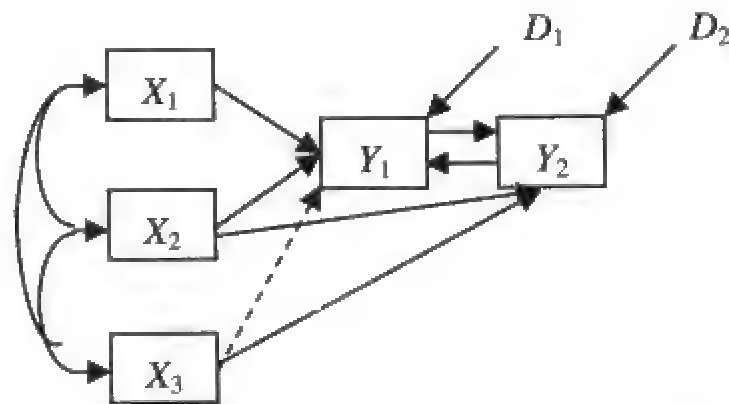 D₁ D₂
X₁
Y₁ Y₂
X₂
X₃